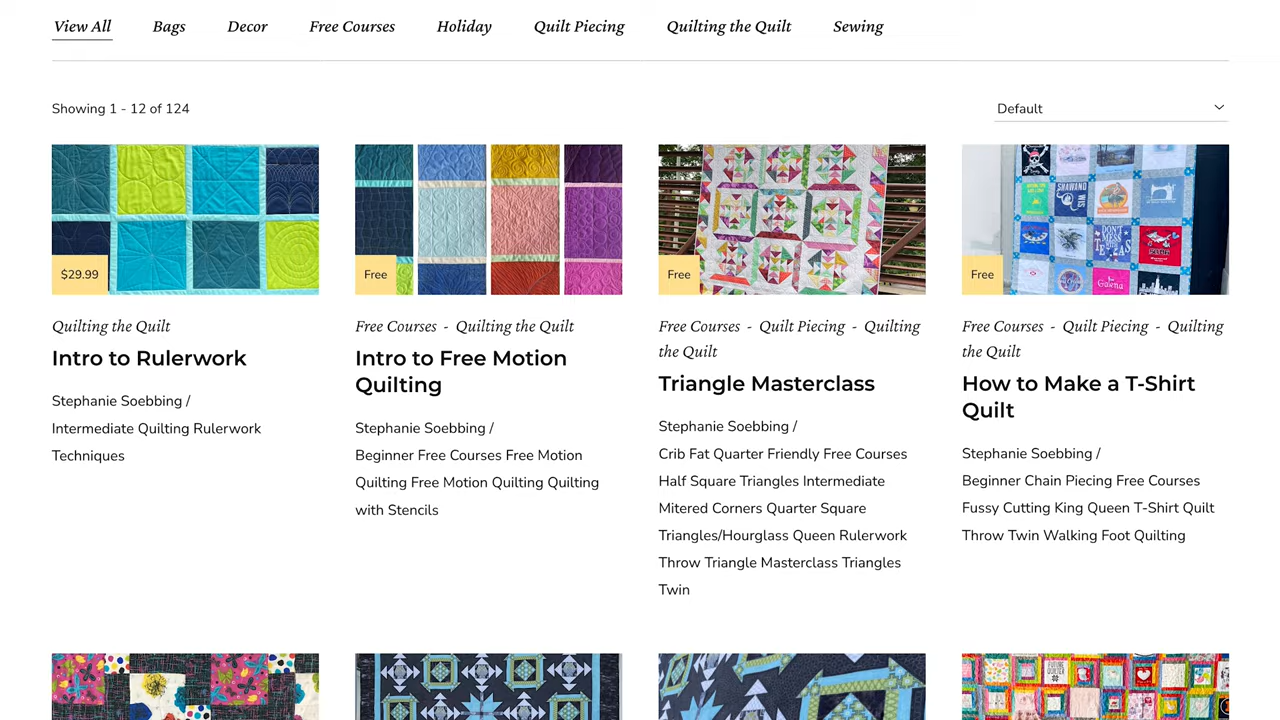 View All Bags Decor Free Courses Holiday Quilt Piecing Quilting the Quilt Sewing
Showing 1 - 12 of 124
Default
$29.99
Quilting the Quilt
Intro to Rulerwork
Stephanie Soebbing /
Intermediate Quilting Rulerwork
Techniques
Free
Free Courses - Quilting the Quilt
Intro to Free Motion
Quilting
Stephanie Soebbing /
Beginner Free Courses Free Motion
Quilting Free Motion Quilting Quilting
with Stencils
Free
Free Courses - Quilt Piecing - Quilting
the Quilt
Triangle Masterclass
Stephanie Soebbing /
Crib Fat Quarter Friendly Free Courses
Half Square Triangles Intermediate
Mitered Corners Quarter Square
Triangles/Hourglass Queen Rulerwork
Throw Triangle Masterclass Triangles
Twin
DON'T
MESS
Galena
Free
Free Courses - Quilt Piecing - Quilting
the Quilt
How to Make a T-Shirt
Quilt
Stephanie Soebbing /
Beginner Chain Piecing Free Courses
Fussy Cutting King Queen T-Shirt Quilt
Throw Twin Walking Foot Quilting
FUTURE
QUILTER